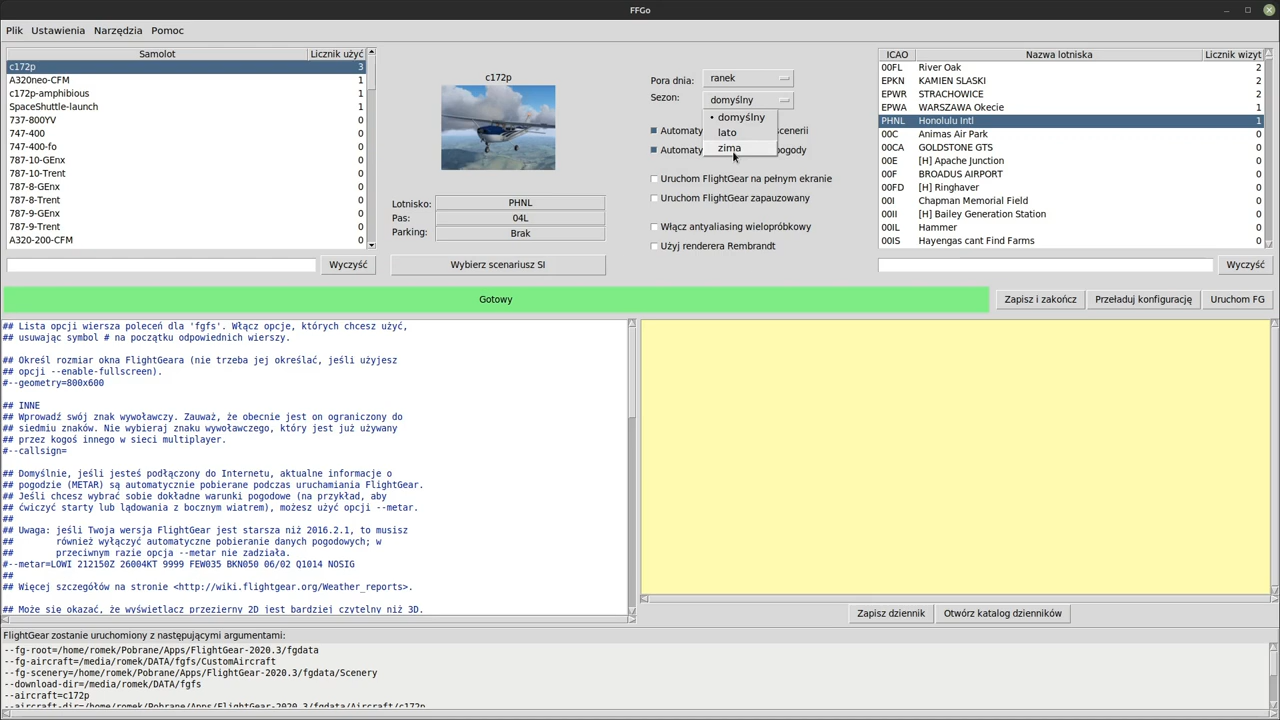 FFGo
Plik Ustawienia Narzędzia Pomoc
Samolot Licznik użyć
c172p 3
A320neo-CFM 1
c172p-amphibious 1
SpaceShuttle-launch 1
737-800YV 0
747-400 0
747-400-fo 0
787-10-GEnx 0
787-10-Trent 0
787-8-GEnx 0
787-8-Trent 0
787-9-GEnx 0
787-9-Trent 0
A320-200-CFM 0
Wyczyść
c172p
Lotnisko: PHNL
Pas: 04L
Parking: Brak
Wybierz scenariusz SI
Pora dnia: ranek
Sezon: domyślny
• domyślny
lato
zima
Automaty scenerii
Automaty pogody
Uruchom FlightGear na pełnym ekranie
Uruchom FlightGear zapauzowany
Włącz antyaliasing wielopróbkowy
Użyj renderera Rembrandt
ICAO Nazwa lotniska Licznik wizyt
00FL River Oak 2
EPKN KAMIEN SLASKI 2
EPWR STRACHOWICE 2
EPWA WARSZAWA Okecie 1
PHNL Honolulu Intl 1
00C Animas Air Park 0
00CA GOLDSTONE GTS 0
00E [H] Apache Junction 0
00F BROADUS AIRPORT 0
00FD [H] Ringhaver 0
00I Chapman Memorial Field 0
00II [H] Bailey Generation Station 0
00IL Hammer 0
00IS Hayengas cant Find Farms 0
Wyczyść
Gotowy
Zapisz i zakończ Przeładuj konfigurację Uruchom FG
## Lista opcji wiersza poleceń dla 'fgfs'. Włącz opcje, których chcesz użyć,
## usuwając symbol # na początku odpowiednich wierszy.
## Określ rozmiar okna FlightGeara (nie trzeba jej określać, jeśli użyjesz
## opcji --enable-fullscreen).
#--geometry=800x600
## INNE
## Wprowadź swój znak wywoławczy. Zauważ, że obecnie jest on ograniczony do
## siedmiu znaków. Nie wybieraj znaku wywoławczego, który jest już używany
## przez kogoś innego w sieci multiplayer.
#--callsign=
## Domyślnie, jeśli jesteś podłączony do Internetu, aktualne informacje o
## pogodzie (METAR) są automatycznie pobierane podczas uruchamiania FlightGear.
## Jeśli chcesz wybrać sobie dokładne warunki pogodowe (na przykład, aby
## ćwiczyć starty lub lądowania z bocznym wiatrem), możesz użyć opcji --metar.
##
## Uwaga: jeśli Twoja wersja FlightGear jest starsza niż 2016.2.1, to musisz
## również wyłączyć automatyczne pobieranie danych pogodowych; w
## przeciwnym razie opcja --metar nie zadziała.
#--metar=LOWI 212150Z 26004KT 9999 FEW035 BKN050 06/02 Q1014 NOSIG
##
## Więcej szczegółów na stronie <http://wiki.flightgear.org/Weather_reports>.
## Może się okazać, że wyświetlacz przezierny 2D jest bardziej czytelny niż 3D.
Zapisz dziennik Otwórz katalog dzienników
FlightGear zostanie uruchomiony z następującymi argumentami:
--fg-root=/home/romek/Pobrane/Apps/FlightGear-2020.3/fgdata
--fg-aircraft=/media/romek/DATA/fgfs/CustomAircraft
--fg-scenery=/home/romek/Pobrane/Apps/FlightGear-2020.3/fgdata/Scenery
--download-dir=/media/romek/DATA/fgfs
--aircraft=c172p
--aircraft-dir=/home/romek/Pobrane/Apps/FlightGear-2020.3/fgdata/Aircraft/c172p